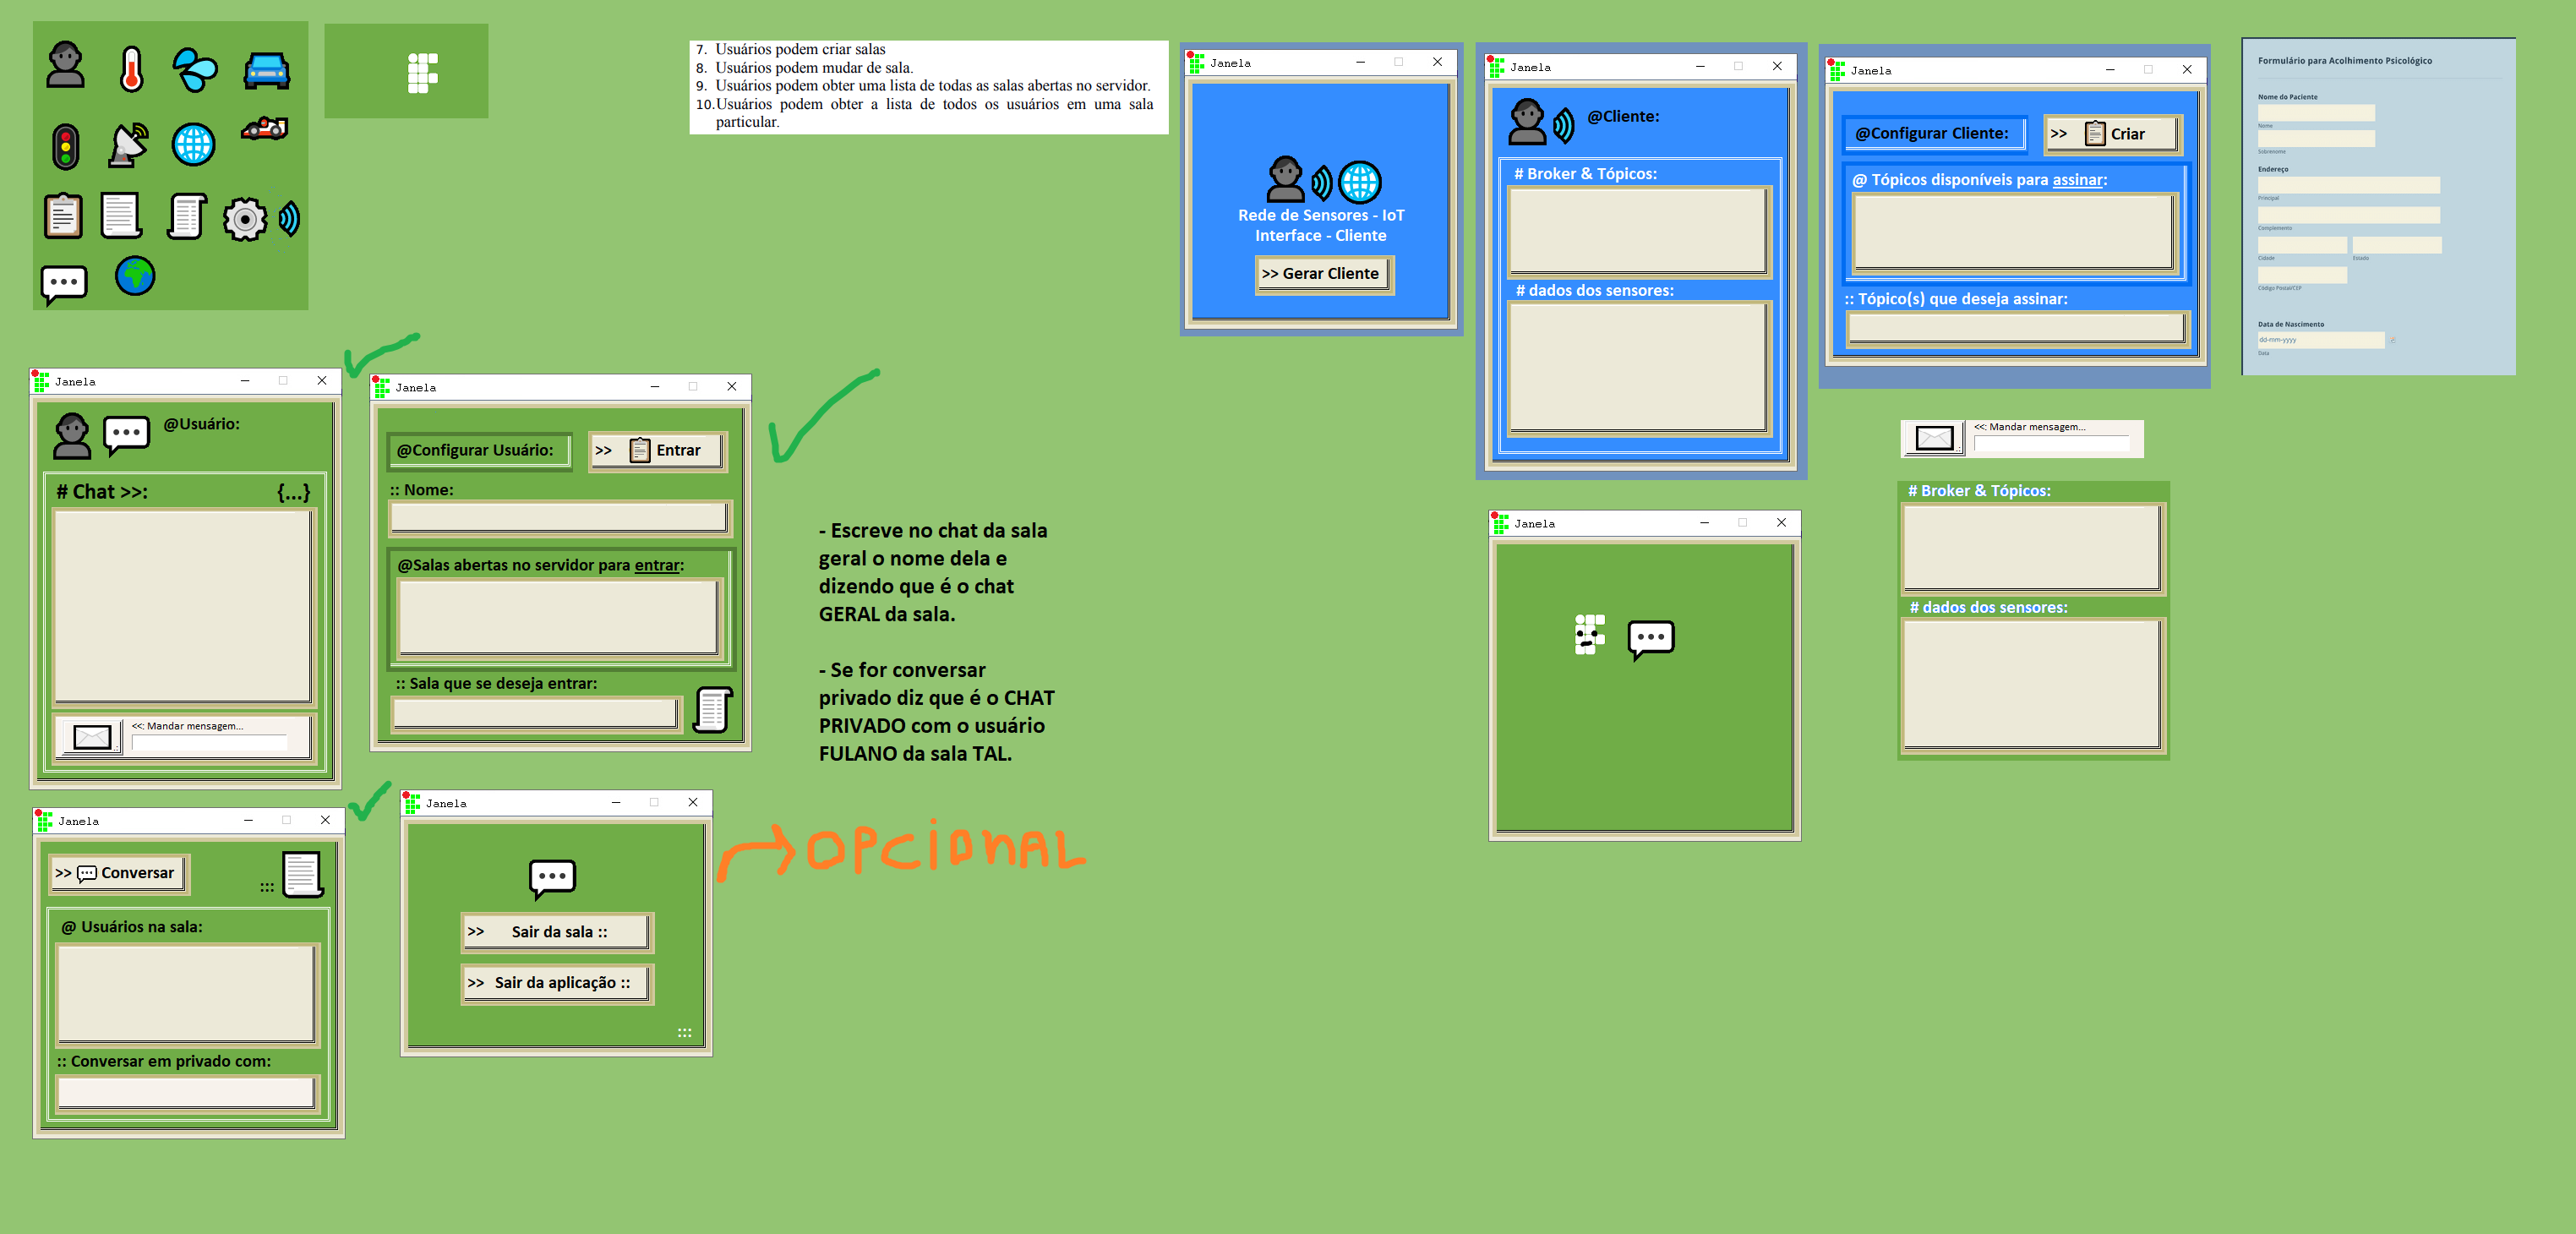 7. Usuários podem criar salas
8. Usuários podem mudar de sala.
9. Usuários podem obter uma lista de todas as salas abertas no servidor.
10. Usuários podem obter a lista de todos os usuários em uma sala
particular.
Janela
Rede de Sensores - IoT
Interface - Cliente
>> Gerar Cliente
Janela
@Cliente:
# Broker & Tópicos:
# dados dos sensores:
Janela
@Configurar Cliente:
>> Criar
@ Tópicos disponíveis para assinar:
:: Tópico(s) que deseja assinar:
Formulário para Acolhimento Psicológico
Nome do Paciente
Nome
Sobrenome
Endereço
Principal
Complemento
Cidade
Estado
Código Postal/CEP
Data de Nascimento
dd-mm-yyyy
Data
Janela
@Usuário:
# Chat >>: {...}
<<: Mandar mensagem...
Janela
@Configurar Usuário:
>> Entrar
:: Nome:
@Salas abertas no servidor para entrar:
:: Sala que se deseja entrar:
- Escreve no chat da sala
geral o nome dela e
dizendo que é o chat
GERAL da sala.
- Se for conversar
privado diz que é o CHAT
PRIVADO com o usuário
FULANO da sala TAL.
<<: Mandar mensagem...
# Broker & Tópicos:
# dados dos sensores:
Janela
Janela
>> Conversar
:::
@ Usuários na sala:
:: Conversar em privado com:
Janela
>> Sair da sala ::
>> Sair da aplicação ::
:::
OPCIONAL